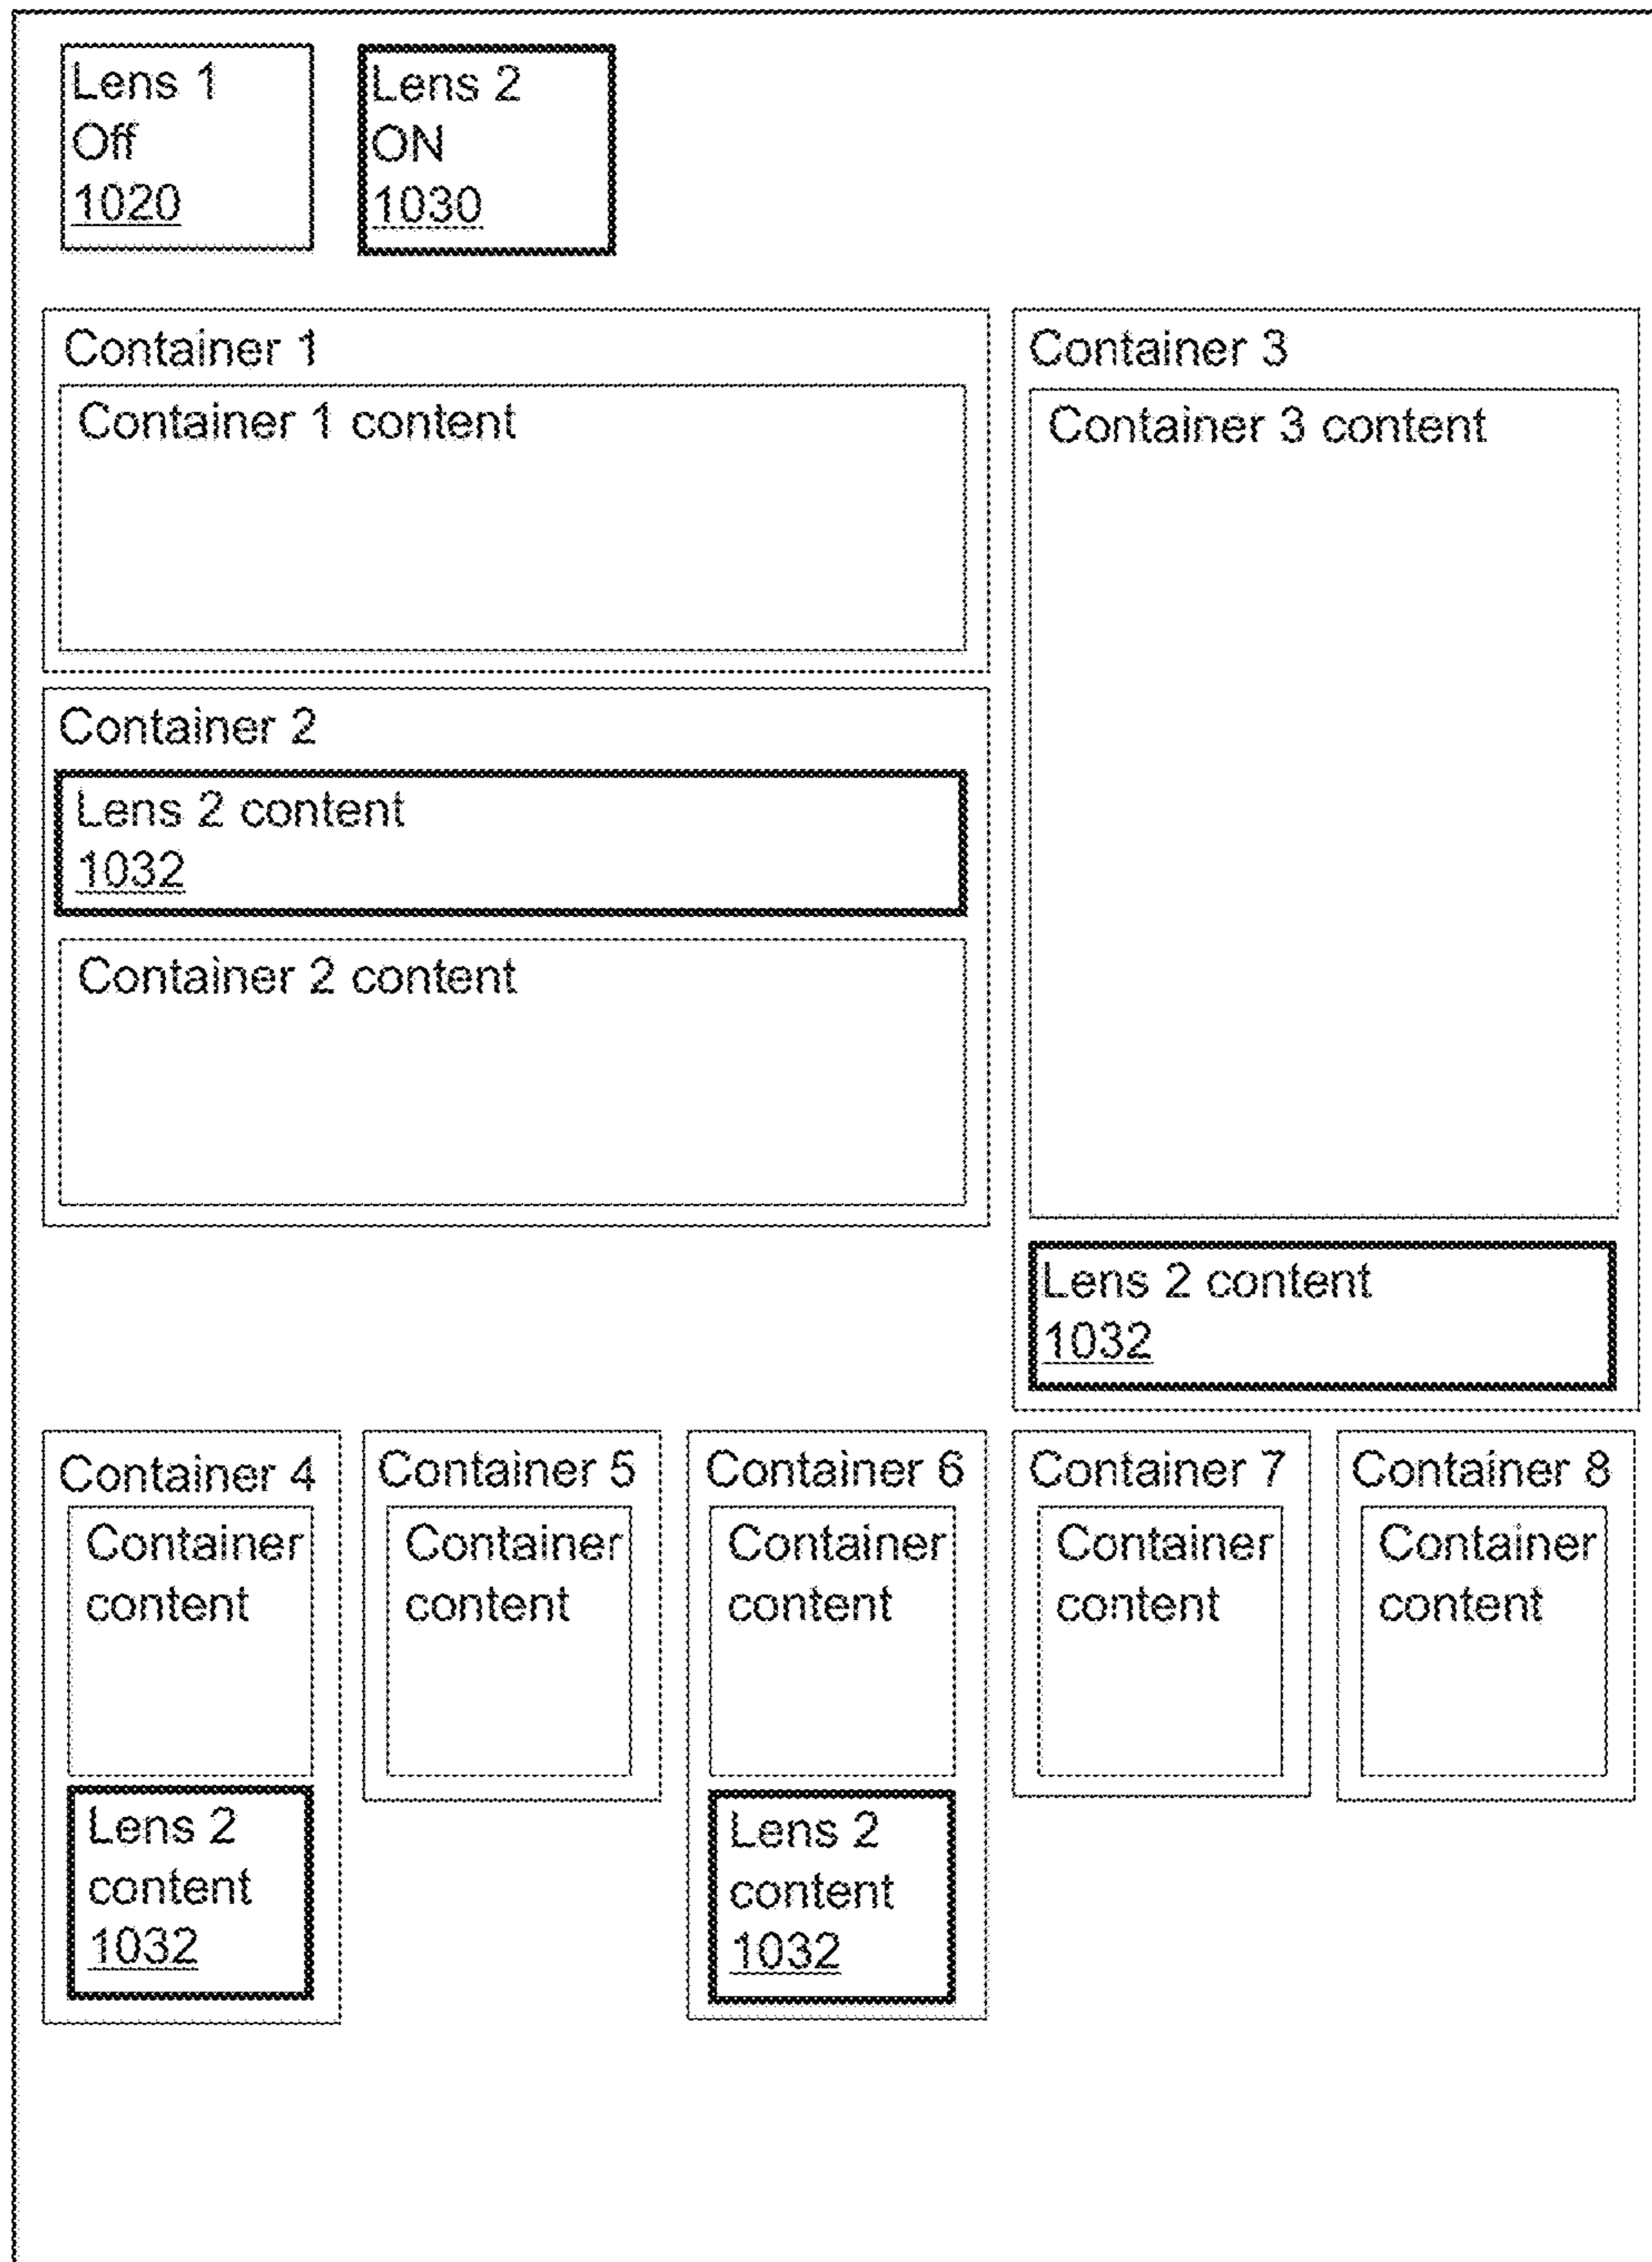 Lens 1
Off
1020
Lens 2
ON
1030
Container 1
Container 1 content
Container 2
Lens 2 content
1032
Container 2 content
Container 3
Container 3 content
Lens 2 content
1032
Container 4
Container
content
Lens 2
content
1032
Container 5
Container
content
Container 6
Container
content
Lens 2
content
1032
Container 7
Container
content
Container 8
Container
content